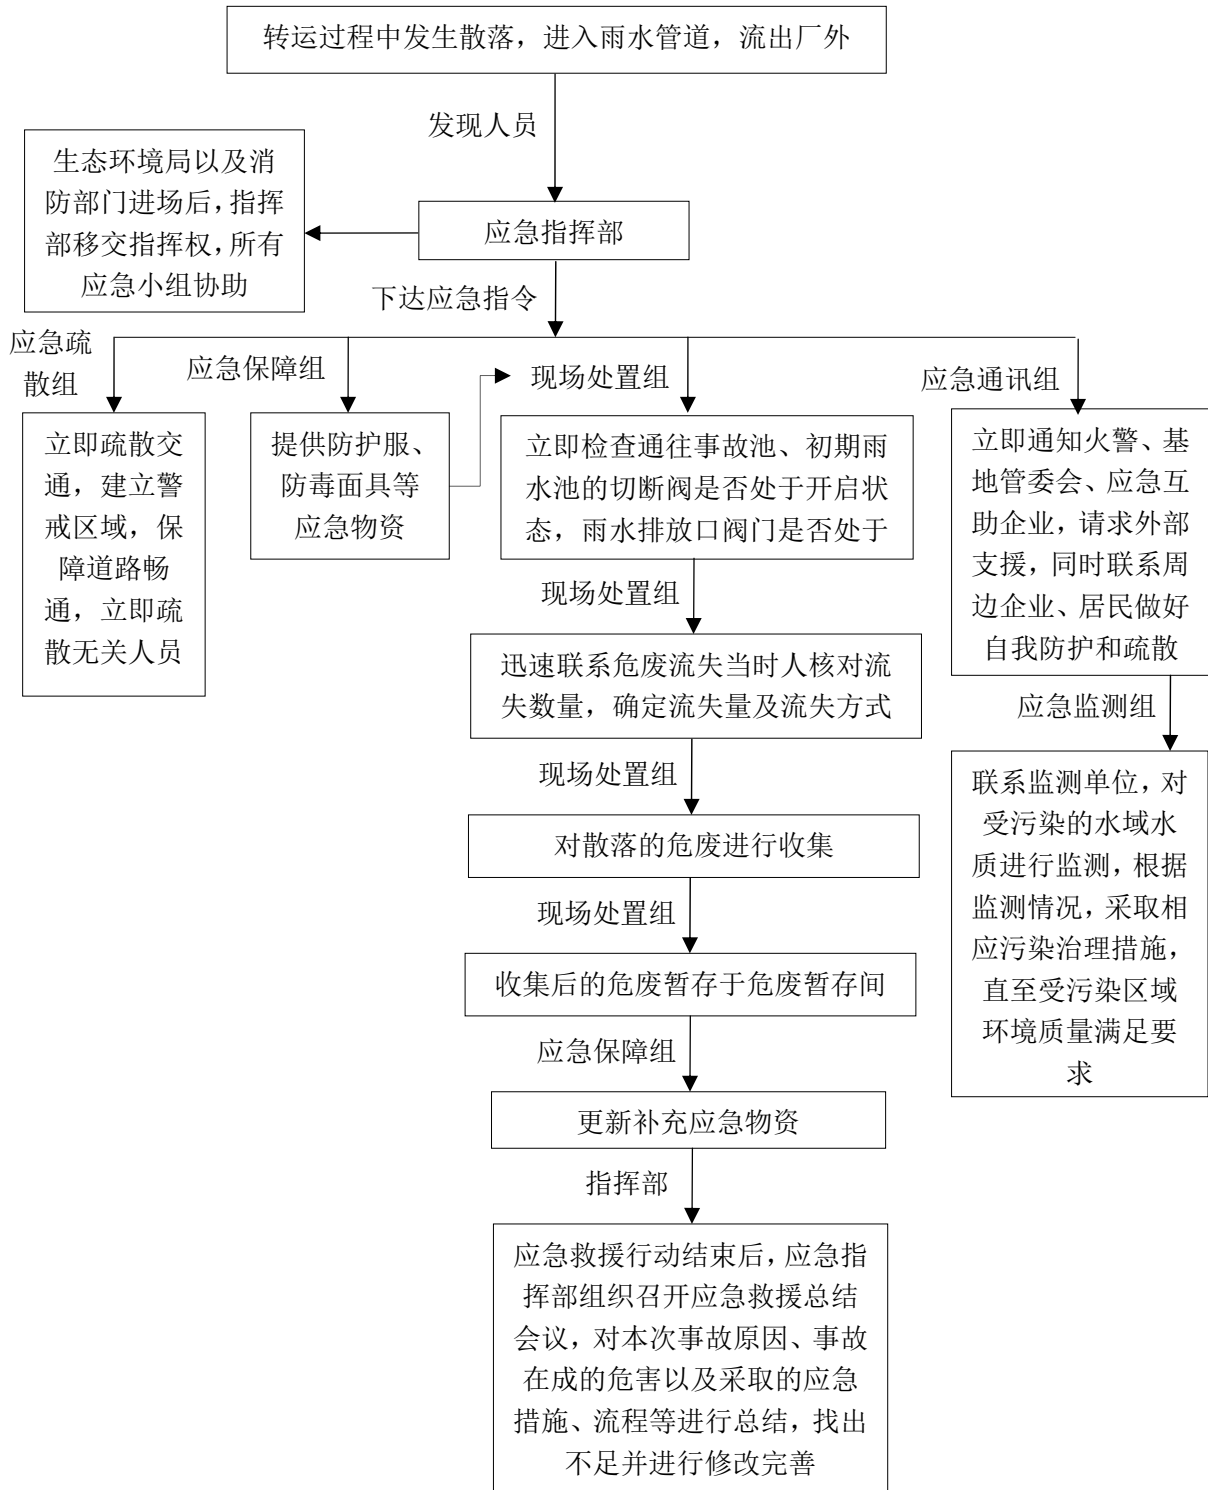 转运过程中发生散落，进入雨水管道，流出厂外
发现人员
生态环境局以及消
防部门进场后，指挥
部移交指挥权，所有
应急小组协助
应急指挥部
下达应急指令
应急疏
散组
应急保障组
现场处置组
应急通讯组
立即疏散交
通，建立警
戒区域，保
障道路畅
通，立即疏
散无关人员
提供防护服、
防毒面具等
应急物资
立即检查通往事故池、初期雨
水池的切断阀是否处于开启状
态，雨水排放口阀门是否处于
立即通知火警、基
地管委会、应急互
助企业，请求外部
支援，同时联系周
边企业、居民做好
自我防护和疏散
现场处置组
迅速联系危废流失当时人核对流
失数量，确定流失量及流失方式
应急监测组
现场处置组
联系监测单位，对
受污染的水域水
质进行监测，根据
监测情况，采取相
应污染治理措施，
直至受污染区域
环境质量满足要
求
对散落的危废进行收集
现场处置组
收集后的危废暂存于危废暂存间
应急保障组
更新补充应急物资
指挥部
应急救援行动结束后，应急指
挥部组织召开应急救援总结
会议，对本次事故原因、事故
在成的危害以及采取的应急
措施、流程等进行总结，找出
不足并进行修改完善